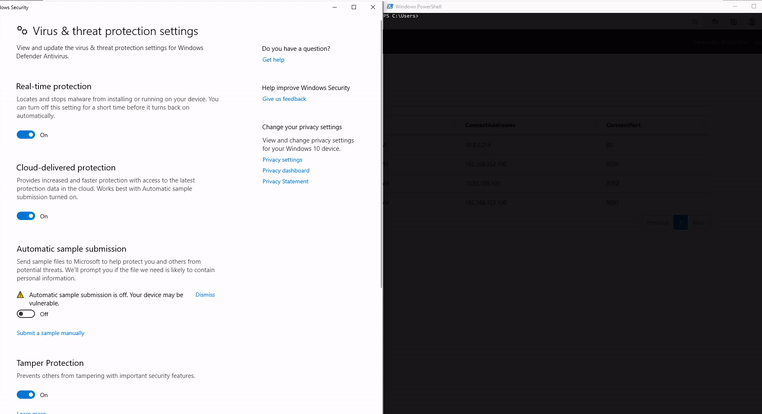 ows Security
Virus & threat protection settings
View and update the virus & threat protection settings for Windows
Defender Antivirus.
Real-time protection
Locates and stops malware from installing or running on your device. You
can turn off this setting for a short time before it turns back on
automatically.
On
Cloud-delivered protection
Provides increased and faster protection with access to the latest
protection data in the cloud. Works best with Automatic sample
submission turned on.
On
Automatic sample submission
Send sample files to Microsoft to help protect you and others from
potential threats. We'll prompt you if the file we need is likely to contain
personal information.
Automatic sample submission is off. Your device may be
vulnerable.
Dismiss
Off
Submit a sample manually
Tamper Protection
Prevents others from tampering with important security features.
On
Learn more
Do you have a question?
Get help
Help improve Windows Security
Give us feedback
Change your privacy settings
View and change privacy settings
for your Windows 10 device.
Privacy settings
Privacy dashboard
Privacy Statement
Windows PowerShell
PS C:\Users>